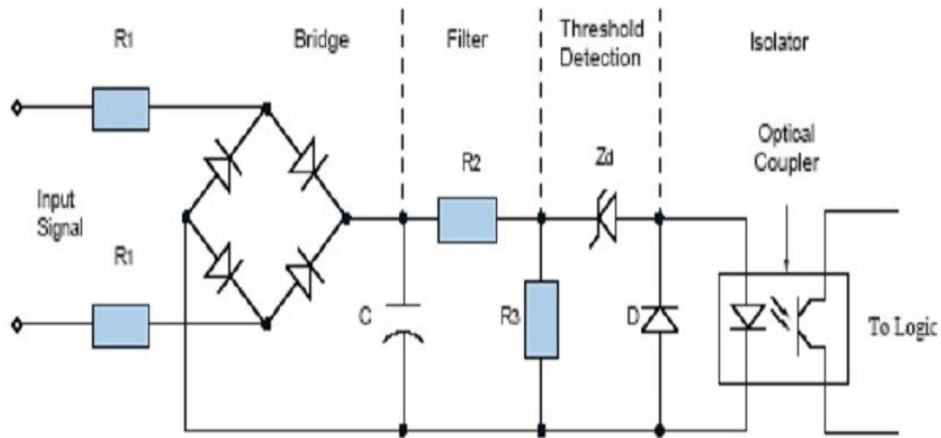 R1
Bridge
Filter
Threshold
Detection
Isolator
Optical
Coupler
R2
Zd
Input
Signal
R1
C
R3
D
To Logic